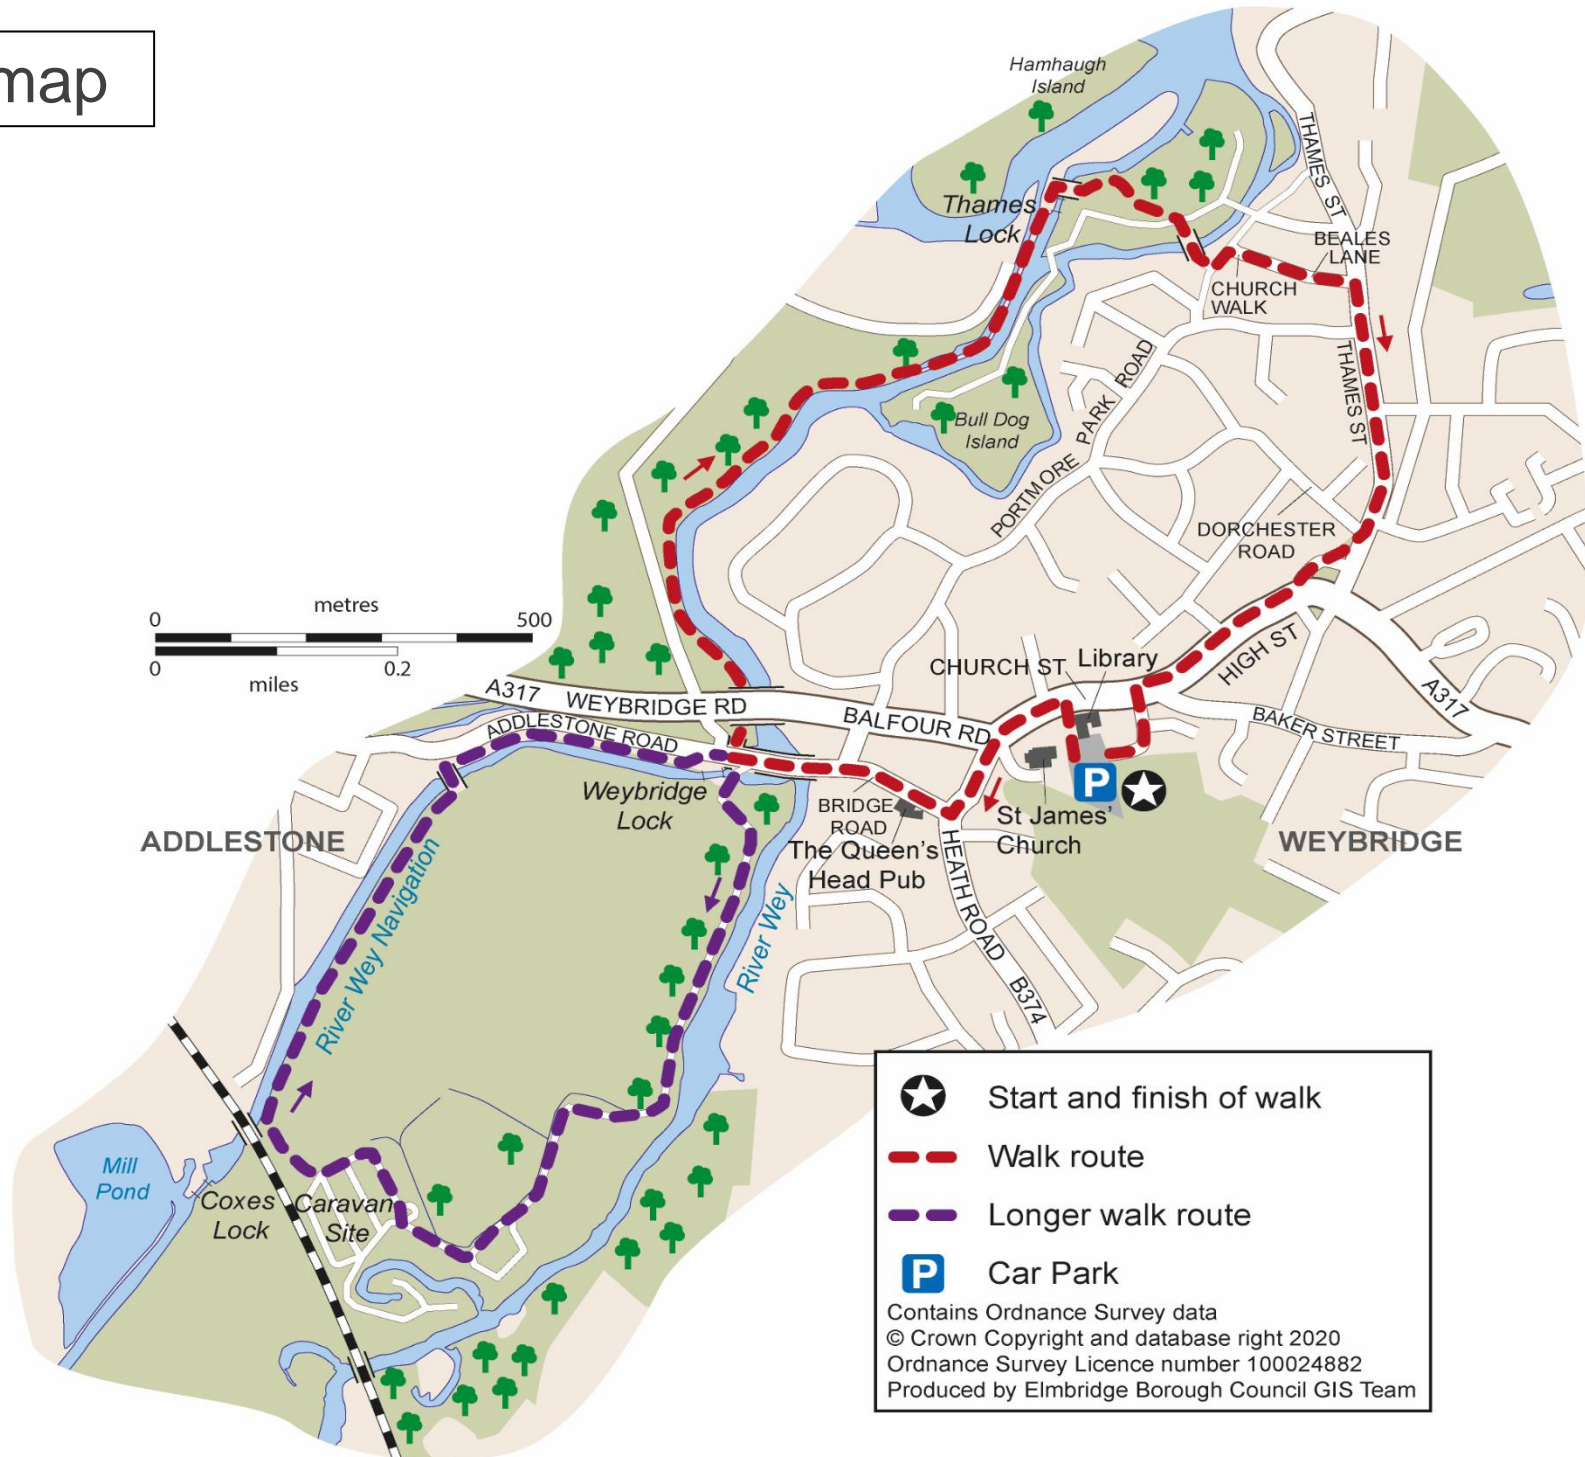 map
Hamhaugh
Island
THAMES ST
Thames
Lock
BEALES
LANE
CHURCH
WALK
THAMES ST
Bull Dog
Island
PORTMORE PARK ROAD
DORCHESTER
ROAD
metres
0 500
0 0.2
miles
CHURCH ST
Library
HIGH ST
A317
A317 WEYBRIDGE RD
BALFOUR RD
ADDLESTONE ROAD
BAKER STREET
P
Weybridge
Lock
BRIDGE
ROAD
St James'
Church
ADDLESTONE
WEYBRIDGE
The Queen's
Head Pub
HEATH ROAD B374
River Wey Navigation
River Wey
Mill
Pond
Coxes
Lock
Caravan
Site
Start and finish of walk
Walk route
Longer walk route
P Car Park
Contains Ordnance Survey data
© Crown Copyright and database right 2020
Ordnance Survey Licence number 100024882
Produced by Elmbridge Borough Council GIS Team